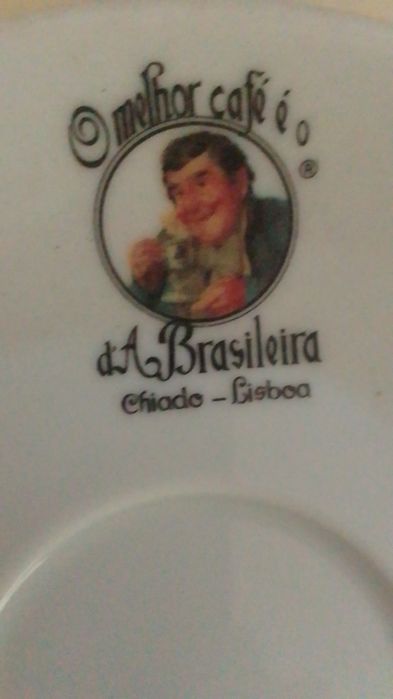 O melhor café é o
®
d'A Brasileira
Chiado - Lisboa